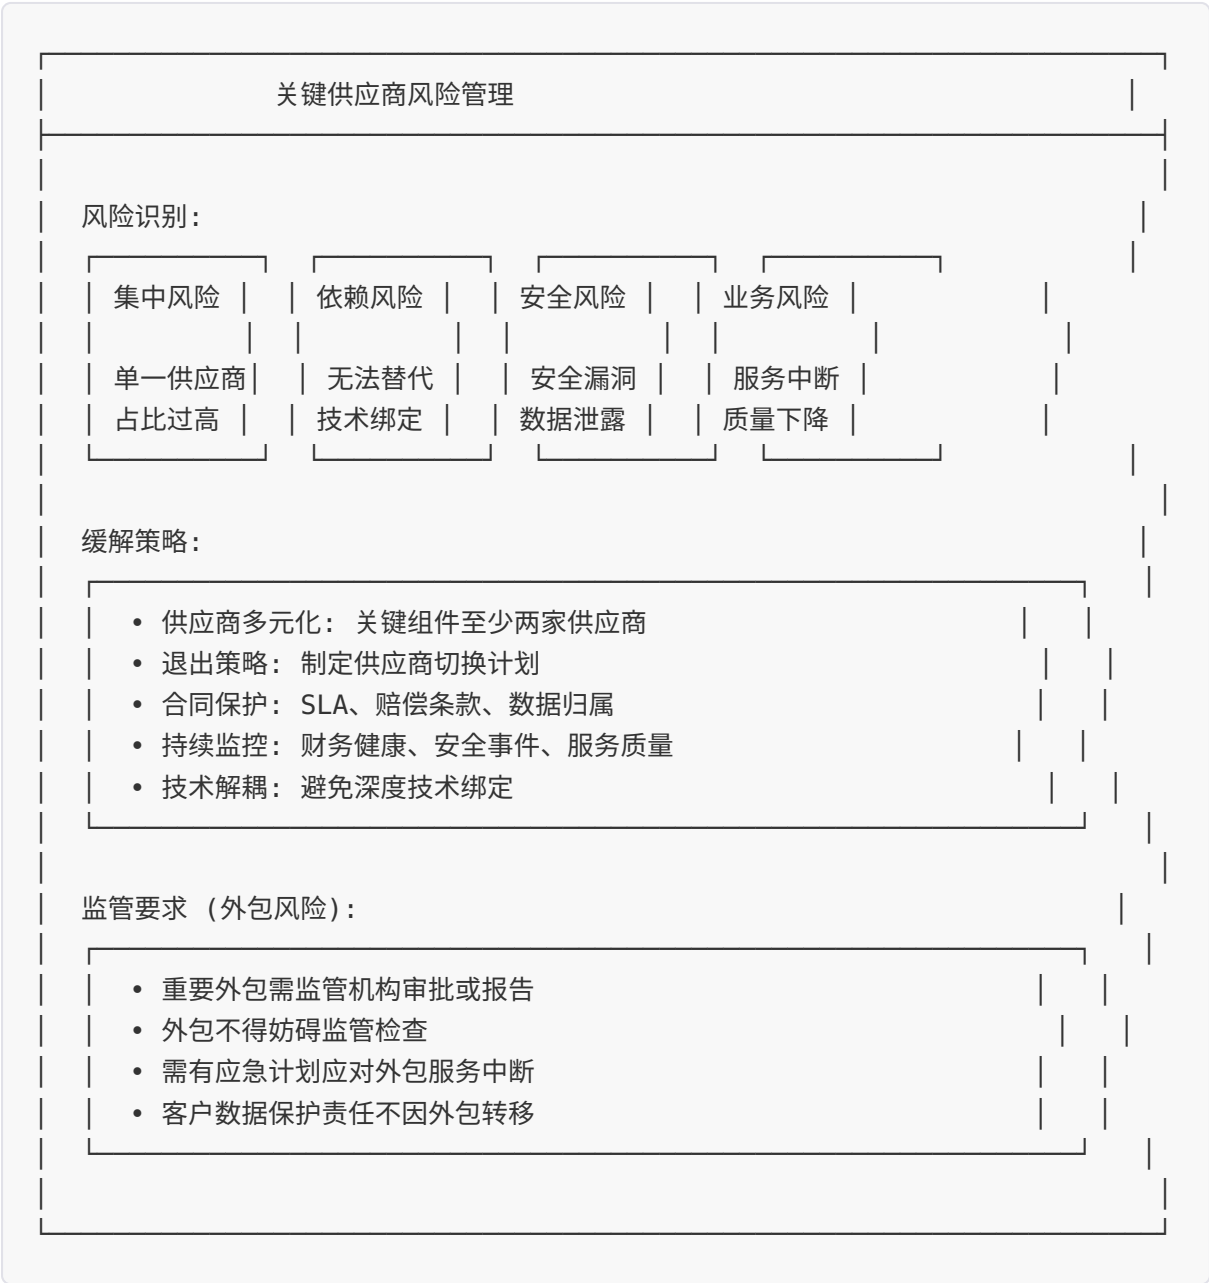 关键供应商风险管理
风险识别:
集中风险 依赖风险 安全风险 业务风险
单一供应商 无法替代 安全漏洞 服务中断
占比过高 技术绑定 数据泄露 质量下降
缓解策略:
• 供应商多元化: 关键组件至少两家供应商
• 退出策略: 制定供应商切换计划
• 合同保护: SLA、赔偿条款、数据归属
• 持续监控: 财务健康、安全事件、服务质量
• 技术解耦: 避免深度技术绑定
监管要求 (外包风险):
• 重要外包需监管机构审批或报告
• 外包不得妨碍监管检查
• 需有应急计划应对外包服务中断
• 客户数据保护责任不因外包转移